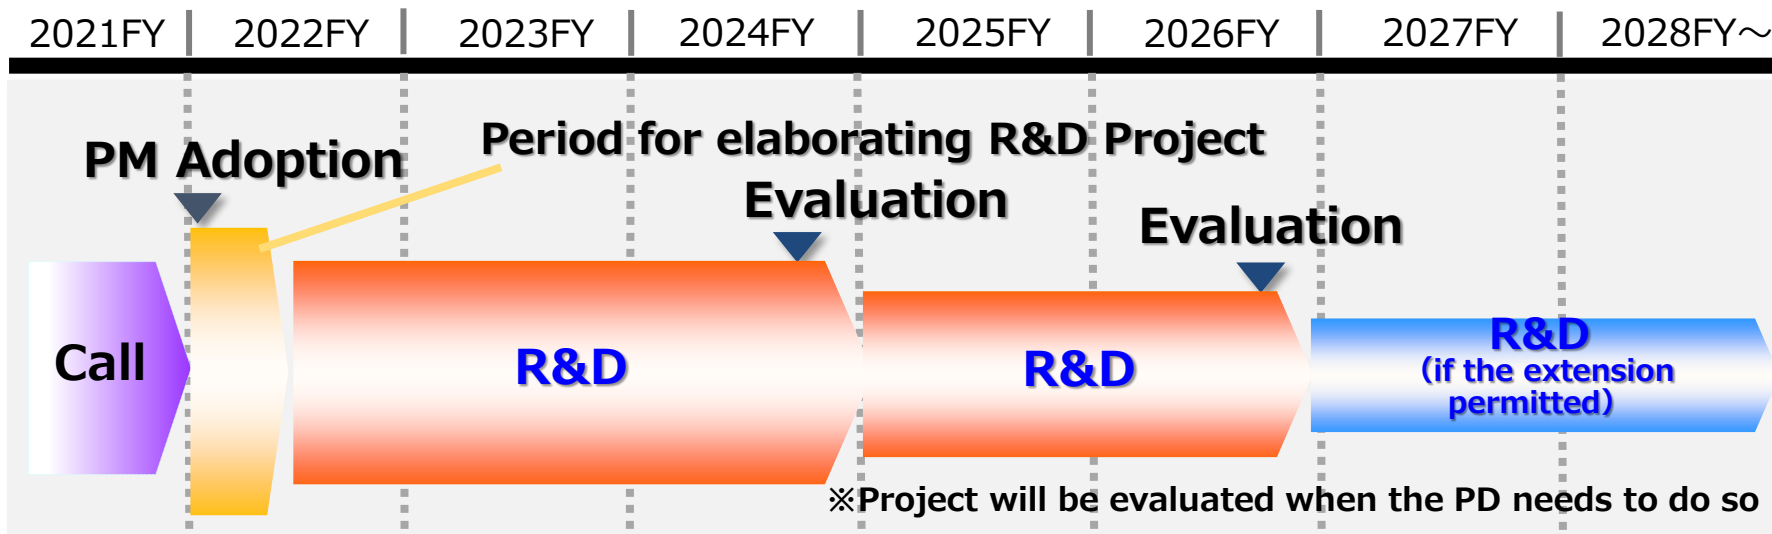 2021FY | 2022FY | 2023FY | 2024FY | 2025FY | 2026FY | 2027FY | 2028FY～
PM Adoption
Period for elaborating R&D Project
Evaluation
Evaluation
Call
R&D
R&D
R&D
(if the extension
permitted)
※Project will be evaluated when the PD needs to do so